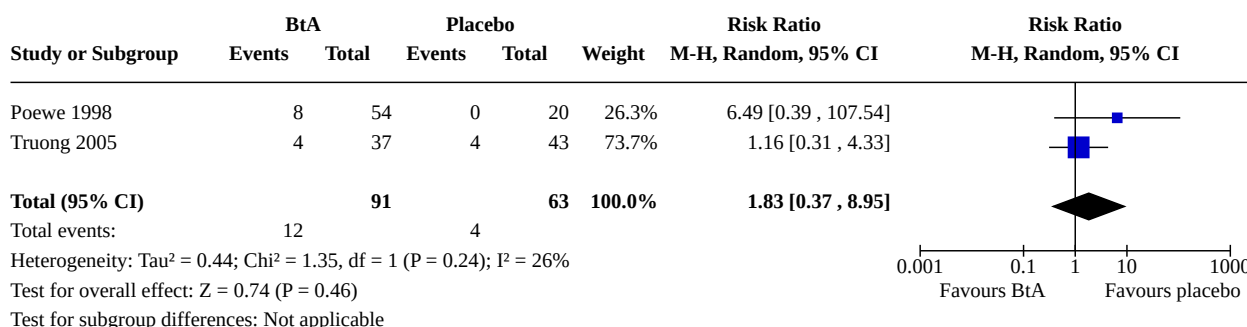 BtA Placebo Risk Ratio Risk Ratio
Study or Subgroup Events Total Events Total Weight M-H, Random, 95% CI M-H, Random, 95% CI
Poewe 1998 8 54 0 20 26.3% 6.49 [0.39 , 107.54]
Truong 2005 4 37 4 43 73.7% 1.16 [0.31 , 4.33]
Total (95% CI) 91 63 100.0% 1.83 [0.37 , 8.95]
Total events: 12 4
Heterogeneity: Tau² = 0.44; Chi² = 1.35, df = 1 (P = 0.24); I² = 26%
0.001 0.1 1 10 1000
Test for overall effect: Z = 0.74 (P = 0.46) Favours BtA Favours placebo
Test for subgroup differences: Not applicable